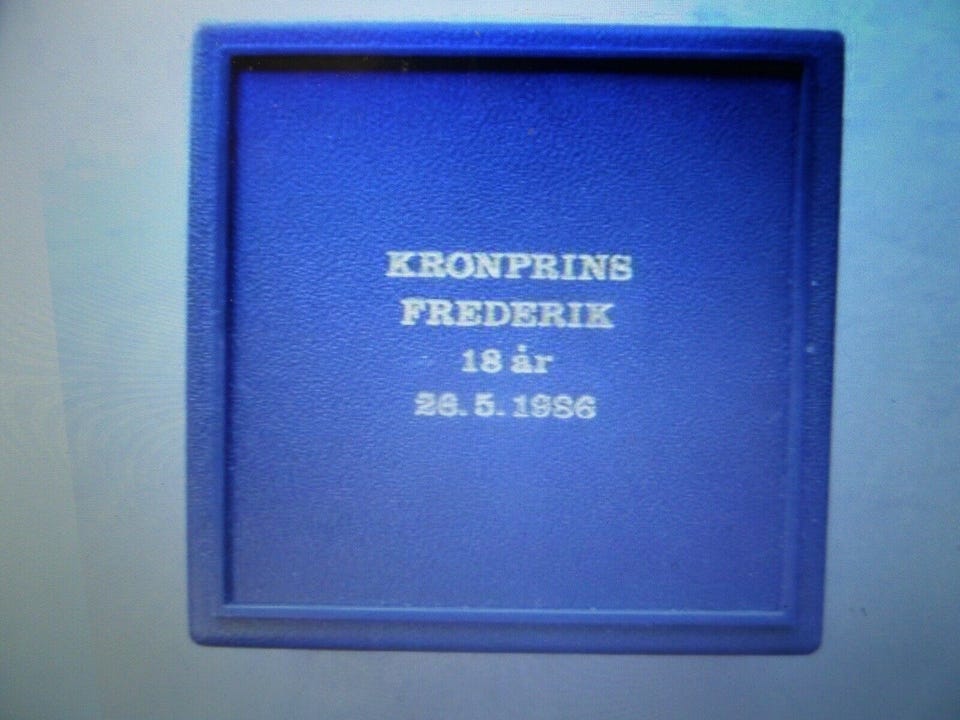 KRONPRINS
FREDERIK
18 år
26.5.1986